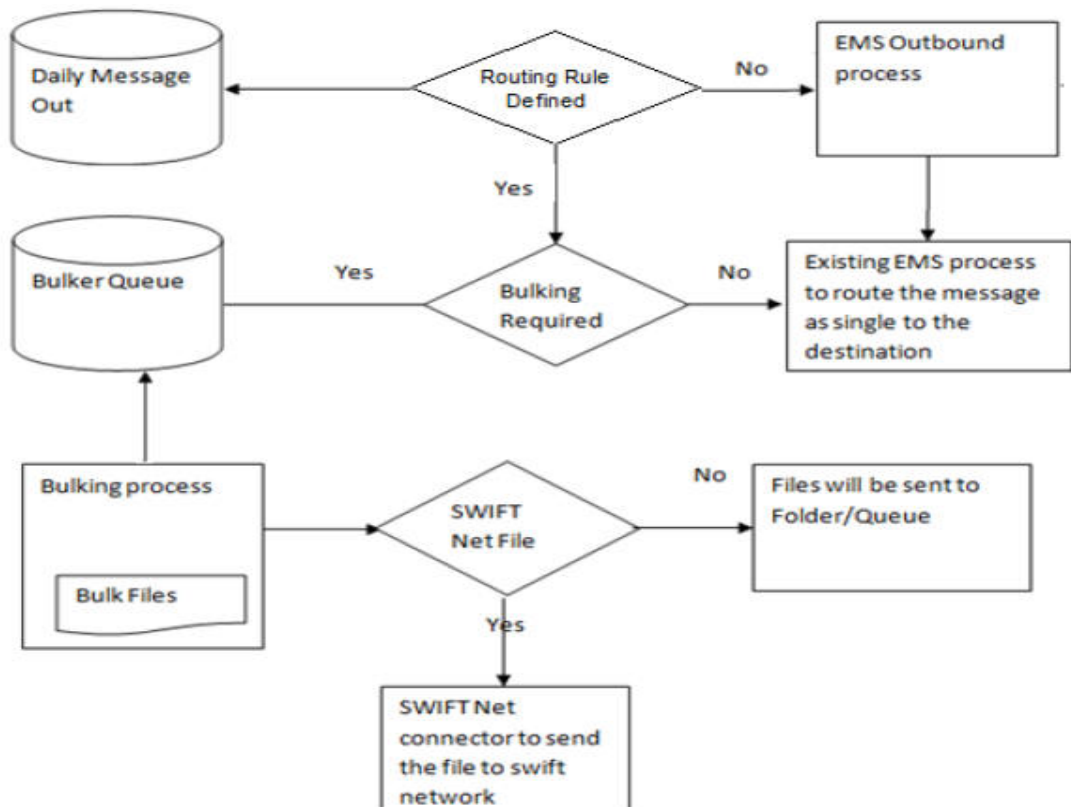 Daily Message
Out
Routing Rule
Defined
No
EMS Outbound
process
Yes
Bulker Queue
Yes
Bulking
Required
No
Existing EMS process
to route the message
as single to the
destination
Bulking process
Bulk Files
SWIFT
Net File
No
Files will be sent to
Folder/Queue
Yes
SWIFT Net
connector to send
the file to swift
network